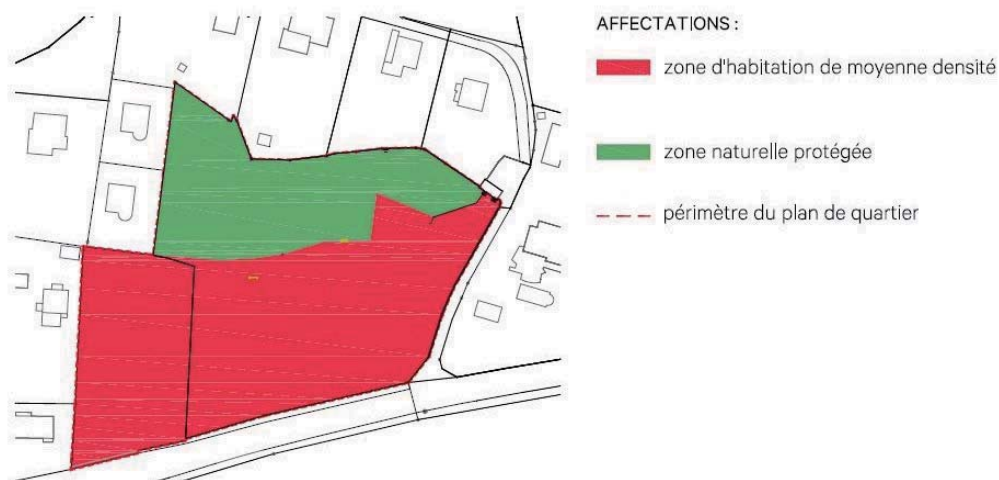 AFFECTATIONS :
zone d'habitation de moyenne densité
zone naturelle protégée
périmètre du plan de quartier